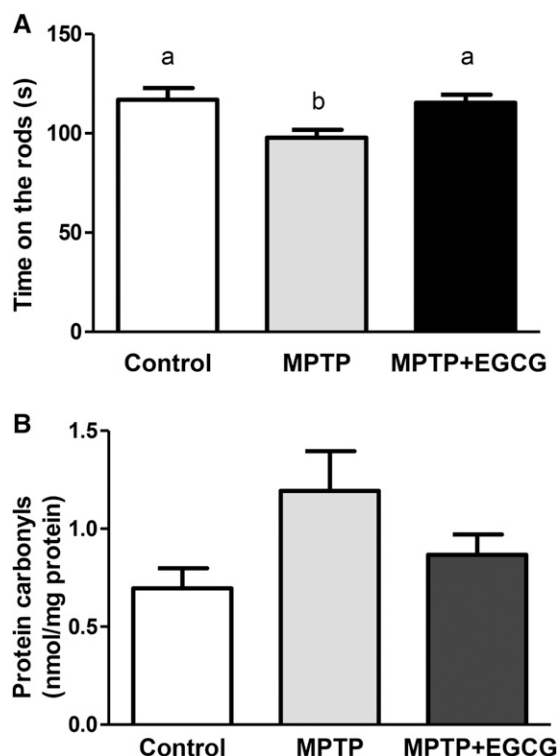 A
Time on the rods (s)
150
100
50
0
a
b
a
Control MPTP MPTP+EGCG
B
Protein carbonyls
(nmol/mg protein)
1.5
1.0
0.5
0.0
Control MPTP MPTP+EGCG